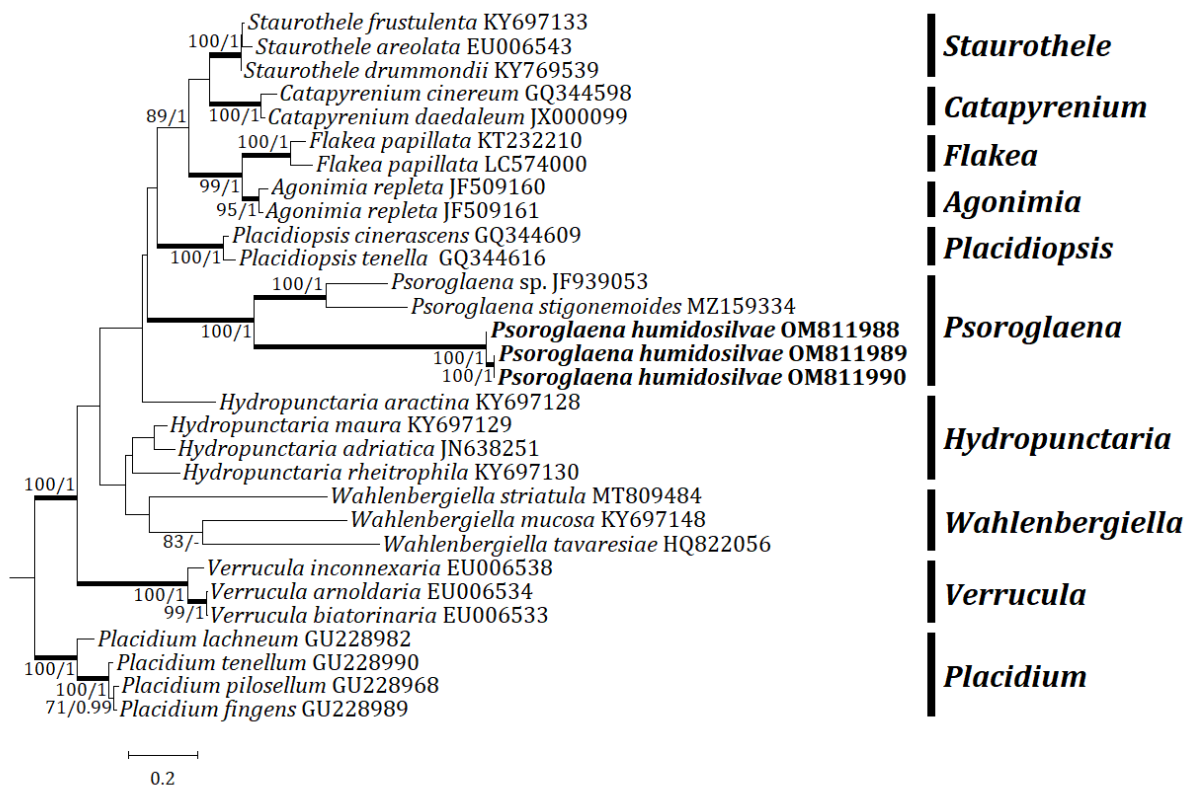 Staurothele frustulenta KY697133
100/1
Staurothele areolata EU006543
Staurothele drummondii KY769539
Staurothele
Catapyrenium cinereum GQ344598
100/1
Catapyrenium daedaleum JX000099
Catapyrenium
89/1
100/1
Flakea papillata KT232210
Flakea papillata LC574000
Flakea
99/1
Agonimia repleta JF509160
95/1
Agonimia repleta JF509161
Agonimia
Placidiopsis cinerascens GQ344609
100/1
Placidiopsis tenella GQ344616
Placidiopsis
100/1
Psoroglaena sp. JF939053
Psoroglaena stigonemoides MZ159334
100/1
Psoroglaena humidosilvae OM811988
100/1
Psoroglaena humidosilvae OM811989
100/1
Psoroglaena humidosilvae OM811990
Psoroglaena
Hydropunctaria aractina KY697128
Hydropunctaria maura KY697129
Hydropunctaria adriatica JN638251
Hydropunctaria rheitrophila KY697130
Hydropunctaria
100/1
Wahlenbergiella striatula MT809484
Wahlenbergiella mucosa KY697148
83/-
Wahlenbergiella tavaresiae HQ822056
Wahlenbergiella
Verrucula inconnexaria EU006538
100/1
Verrucula arnoldaria EU006534
99/1
Verrucula biatorinaria EU006533
Verrucula
Placidium lachneum GU228982
100/1
Placidium tenellum GU228990
100/1
Placidium pilosellum GU228968
71/0.99
Placidium fingens GU228989
Placidium
0.2